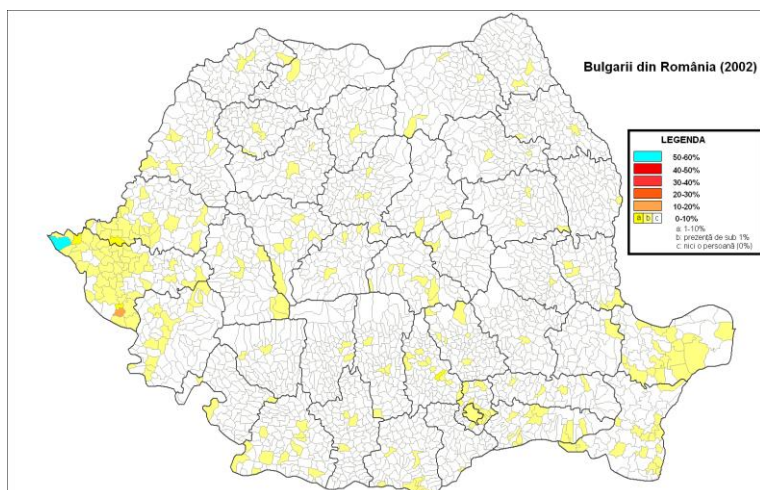 Bulgarii din România (2002)
LEGENDA
50-60%
40-50%
30-40%
20-30%
10-20%
a b c 0-10%
a: 1-10%
b: prezență de sub 1%
c: nici o persoană (0%)